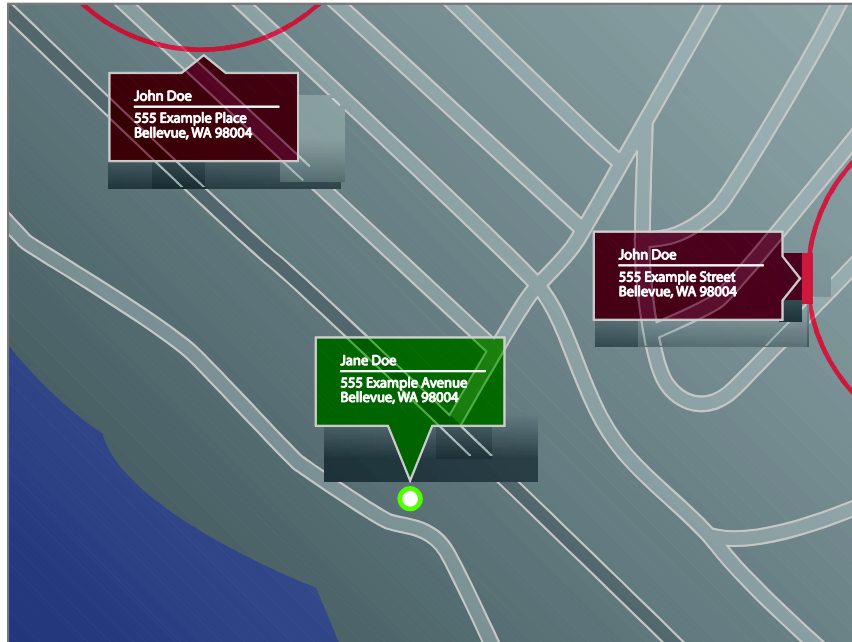 John Doe
555 Example Place
Bellevue, WA 98004
John Doe
555 Example Street
Bellevue, WA 98004
Jane Doe
555 Example Avenue
Bellevue, WA 98004